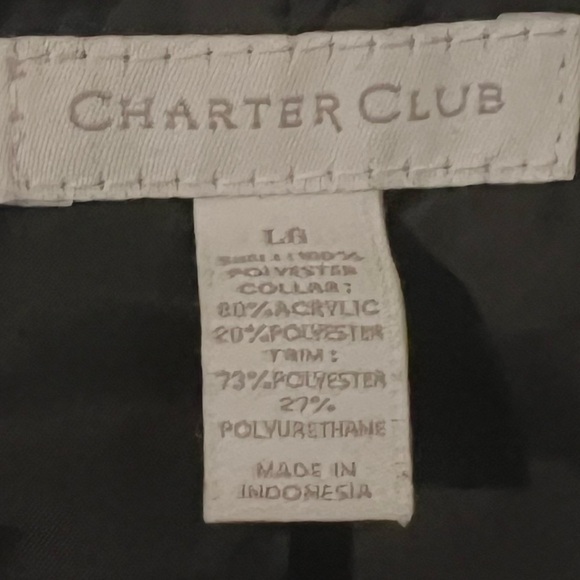 CHARTER CLUB
LG
SHELL: 100%
POLYESTER
COLLAR:
80%ACRYLIC
20%POLYESTER
TRIM:
73%POLYESTER
27%
POLYURETHANE
MADE IN
INDONESIA